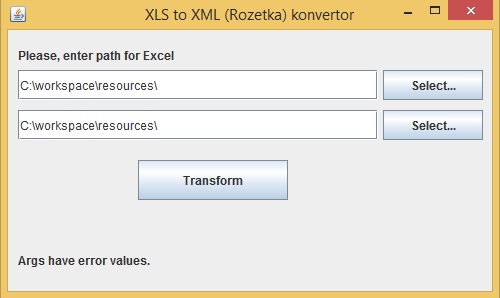 XLS to XML (Rozetka) konvertor
Please, enter path for Excel
C:\workspace\resources\ Select...
C:\workspace\resources\ Select...
Transform
Args have error values.